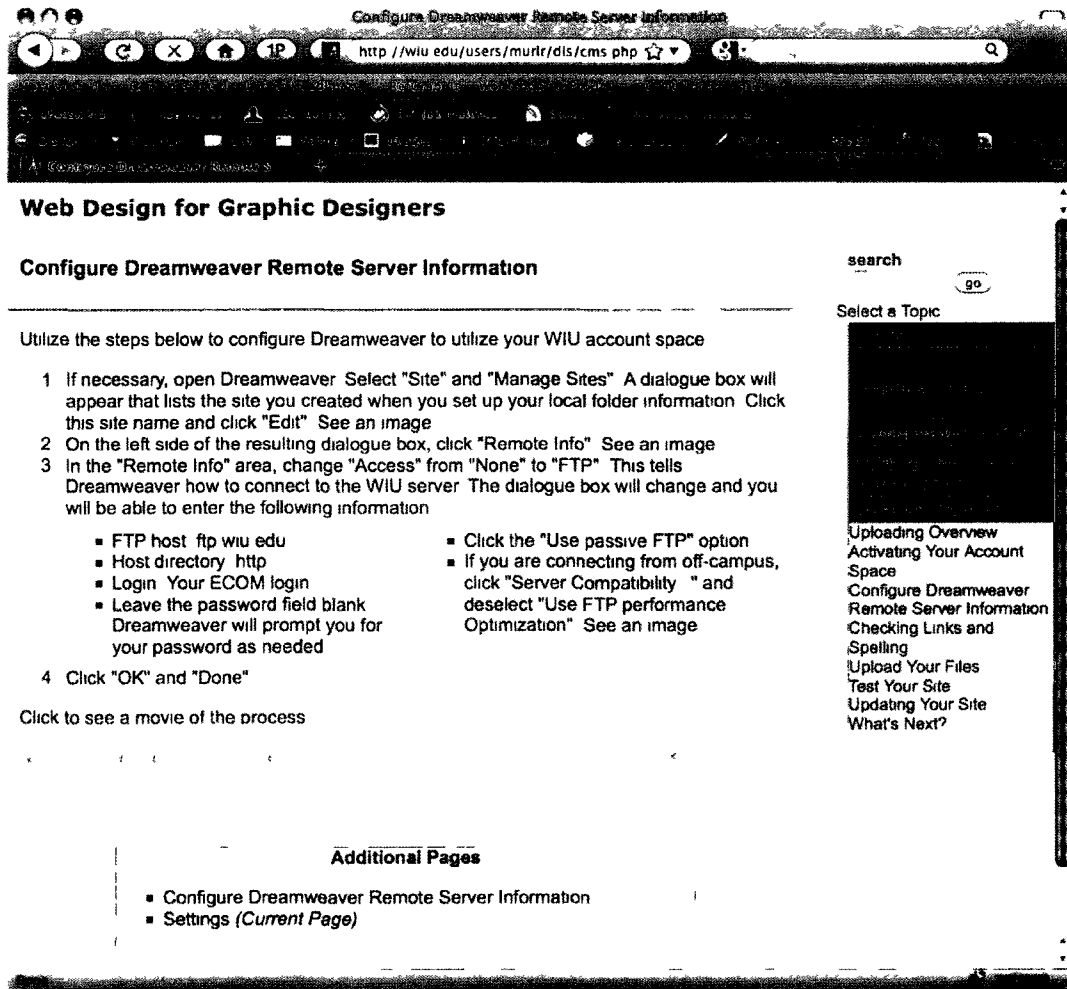 Configure Dreamweaver Remote Server Information
1P
http //wiu edu/users/murlr/dis/cms php
Web Design for Graphic Designers
Configure Dreamweaver Remote Server Information
Utilize the steps below to configure Dreamweaver to utilize your WIU account space
1 If necessary, open Dreamweaver Select "Site" and "Manage Sites" A dialogue box will
appear that lists the site you created when you set up your local folder information Click
this site name and click "Edit" See an image
2 On the left side of the resulting dialogue box, click "Remote Info" See an image
3 In the "Remote Info" area, change "Access" from "None" to "FTP" This tells
Dreamweaver how to connect to the WIU server The dialogue box will change and you
will be able to enter the following information
▪ FTP host ftp wiu edu
▪ Host directory http
▪ Login Your ECOM login
▪ Leave the password field blank
Dreamweaver will prompt you for
your password as needed
▪ Click the "Use passive FTP" option
▪ If you are connecting from off-campus,
click "Server Compatibility " and
deselect "Use FTP performance
Optimization" See an image
4 Click "OK" and "Done"
Click to see a movie of the process
Additional Pages
▪ Configure Dreamweaver Remote Server Information
▪ Settings (Current Page)
search
go
Select a Topic
Uploading Overview
Activating Your Account
Space
Configure Dreamweaver
Remote Server Information
Checking Links and
Spelling
Upload Your Files
Test Your Site
Updating Your Site
What's Next?